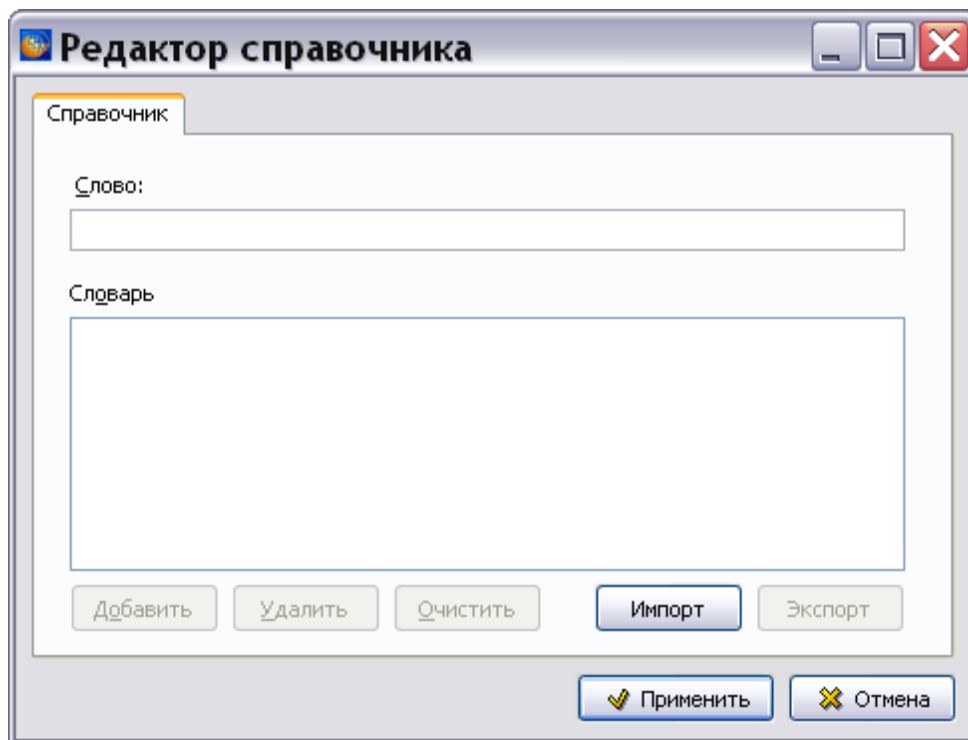 Редактор справочника
Справочник
Слово:
Словарь
Добавить Удалить Очистить Импорт Экспорт
Применить Отмена